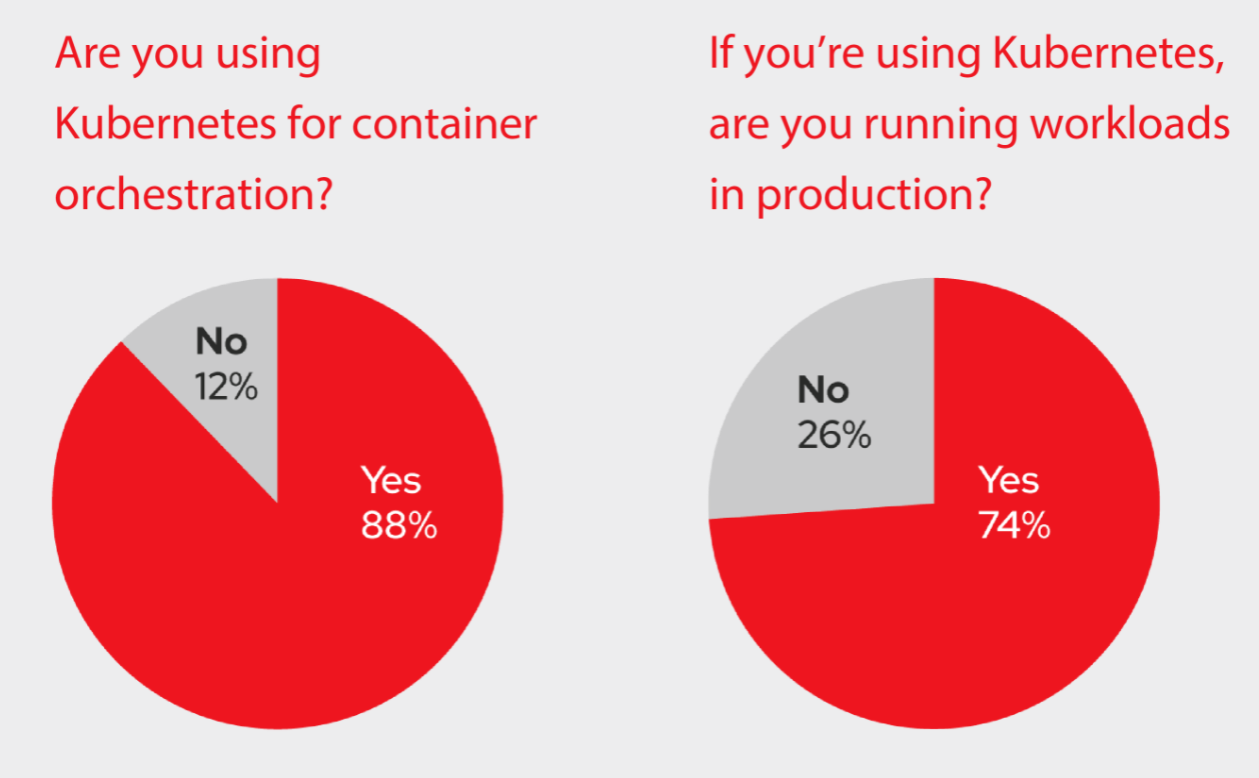 Are you using
Kubernetes for container
orchestration?
No
12%
Yes
88%
If you’re using Kubernetes,
are you running workloads
in production?
No
26%
Yes
74%